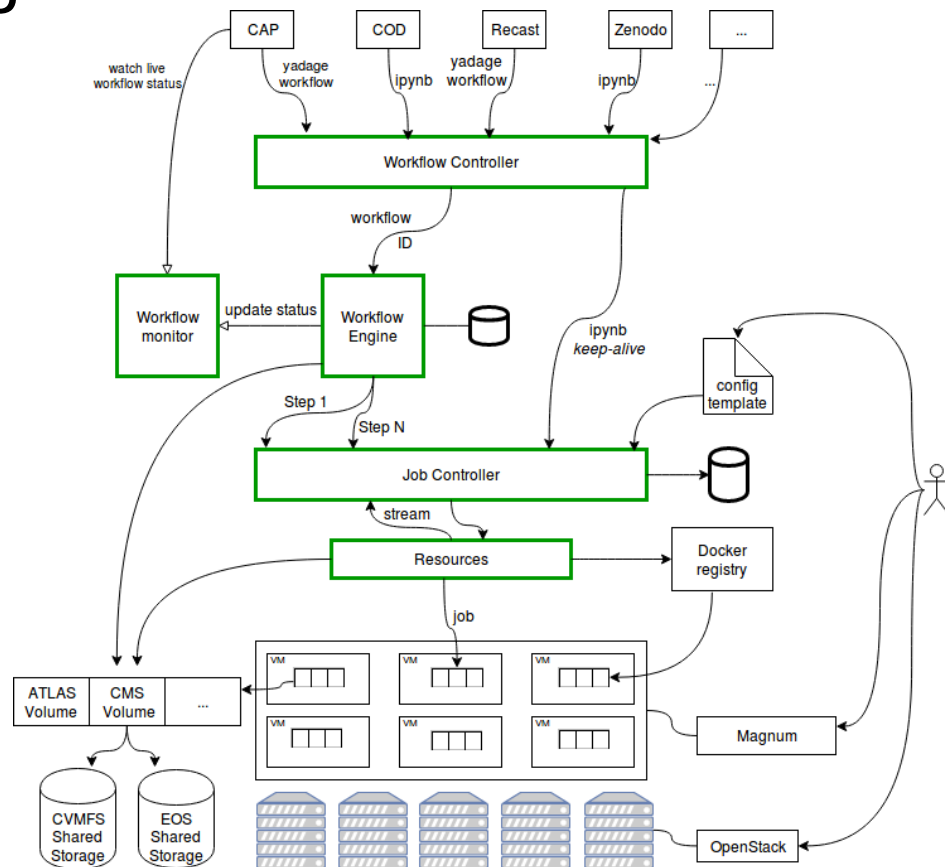 CAP
COD
Recast
Zenodo
...
watch live
workflow status
yadage
workflow
ipynb
yadage
workflow
ipynb
...
Workflow Controller
workflow
ID
Workflow
monitor
update status
Workflow
Engine
ipynb
keep-alive
config
template
Step 1
Step N
Job Controller
stream
Resources
Docker
registry
job
VM
VM
VM
ATLAS
Volume
CMS
Volume
...
VM
VM
VM
Magnum
CVMFS
Shared
Storage
EOS
Shared
Storage
OpenStack